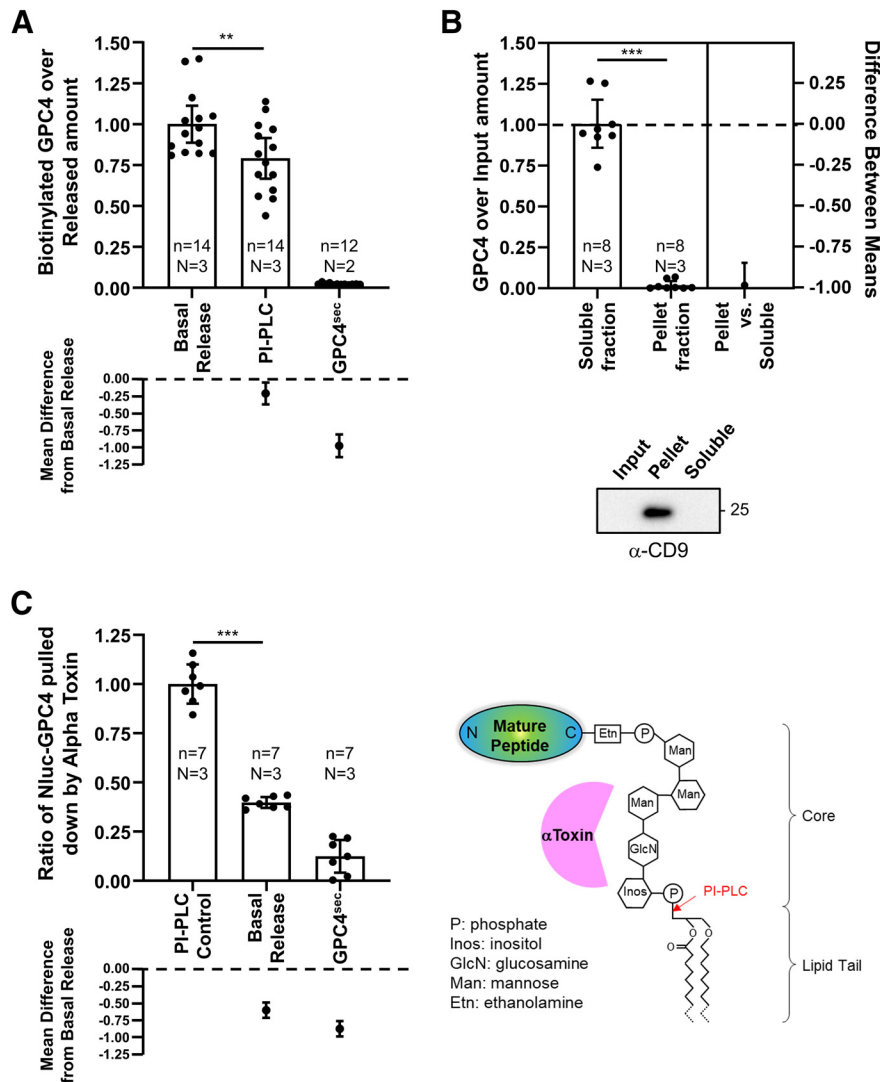 A
Biotinylated GPC4 over
Released amount
1.50
1.25
1.00
0.75
0.50
0.25
0.00
**
n=14
N=3
n=14
N=3
n=12
N=2
Basal
Release
PI-PLC
GPC4sec
Mean Difference
from Basal Release
0.00
-0.25
-0.50
-0.75
-1.00
-1.25
B
GPC4 over Input amount
1.50
1.25
1.00
0.75
0.50
0.25
0.00
***
n=8
N=3
n=8
N=3
Soluble
fraction
Pellet
fraction
Pellet
vs.
Soluble
0.25
0.00
-0.25
-0.50
-0.75
-1.00
Difference Between Means
Input
Pellet
Soluble
25
α-CD9
C
Ratio of Nluc-GPC4 pulled
down by Alpha Toxin
1.25
1.00
0.75
0.50
0.25
0.00
***
n=7
N=3
n=7
N=3
n=7
N=3
PI-PLC
Control
Basal
Release
GPC4sec
Mean Difference
from Basal Release
0.00
-0.25
-0.50
-0.75
-1.00
-1.25
N
Mature
Peptide
C
Etn
P
Man
Man
Man
GlcN
Inos
P
αToxin
PI-PLC
O
O
O
Core
Lipid Tail
P: phosphate
Inos: inositol
GlcN: glucosamine
Man: mannose
Etn: ethanolamine